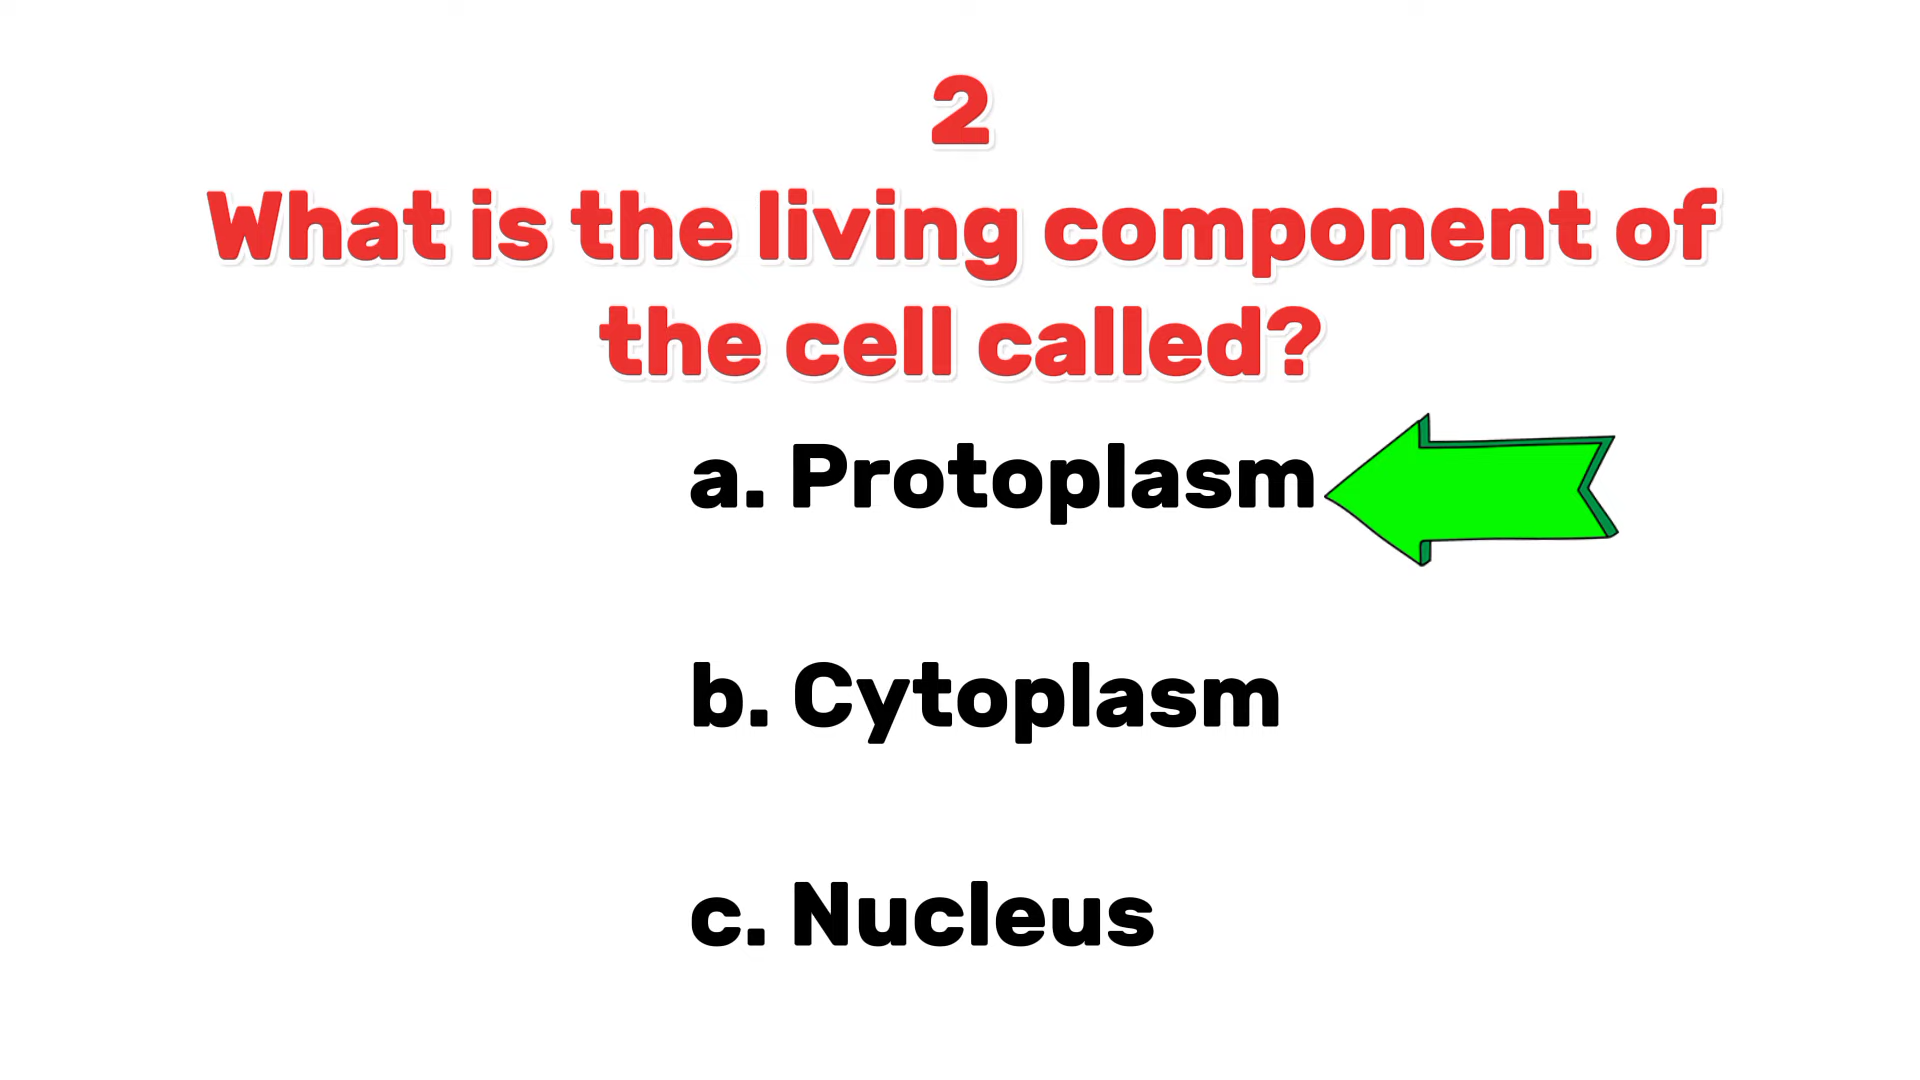 2
What is the living component of
the cell called?
a. Protoplasm
b. Cytoplasm
c. Nucleus